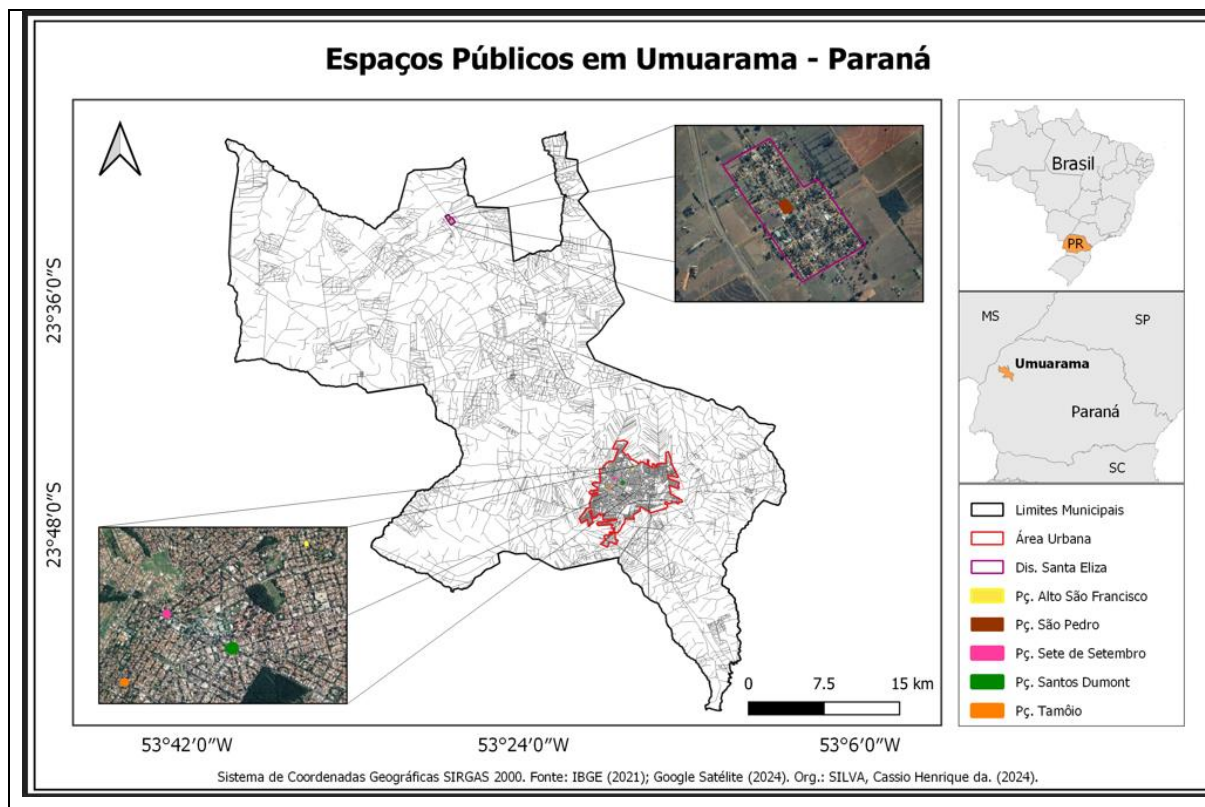 Espaços Públicos em Umuarama - Paraná
23°36′0″S
23°48′0″S
0 7.5 15 km
53°42′0″W 53°24′0″W 53°6′0″W
Brasil
PR
MS
SP
Umuarama
Paraná
SC
Limites Municipais
Área Urbana
Dis. Santa Eliza
Pç. Alto São Francisco
Pç. São Pedro
Pç. Sete de Setembro
Pç. Santos Dumont
Pç. Tamôio
Sistema de Coordenadas Geográficas SIRGAS 2000. Fonte: IBGE (2021); Google Satélite (2024). Org.: SILVA, Cassio Henrique da. (2024).